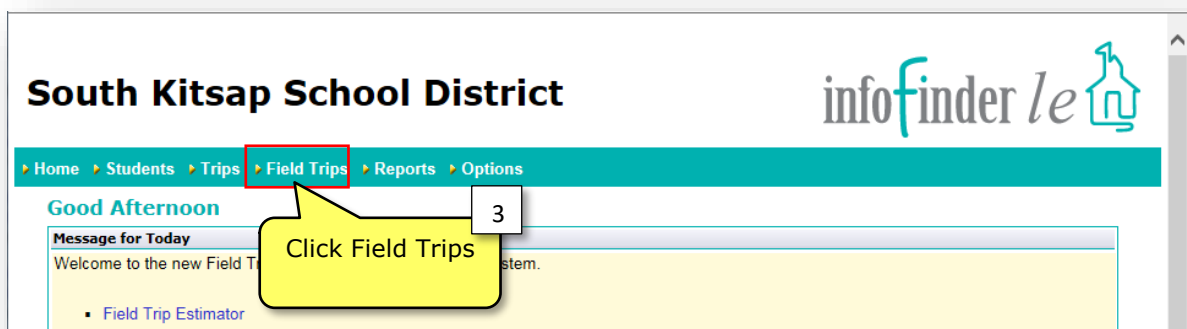 South Kitsap School District
infofinder le
Home Students Trips Field Trips Reports Options
Good Afternoon
3
Click Field Trips
Message for Today
Welcome to the new Field T stem.
Field Trip Estimator